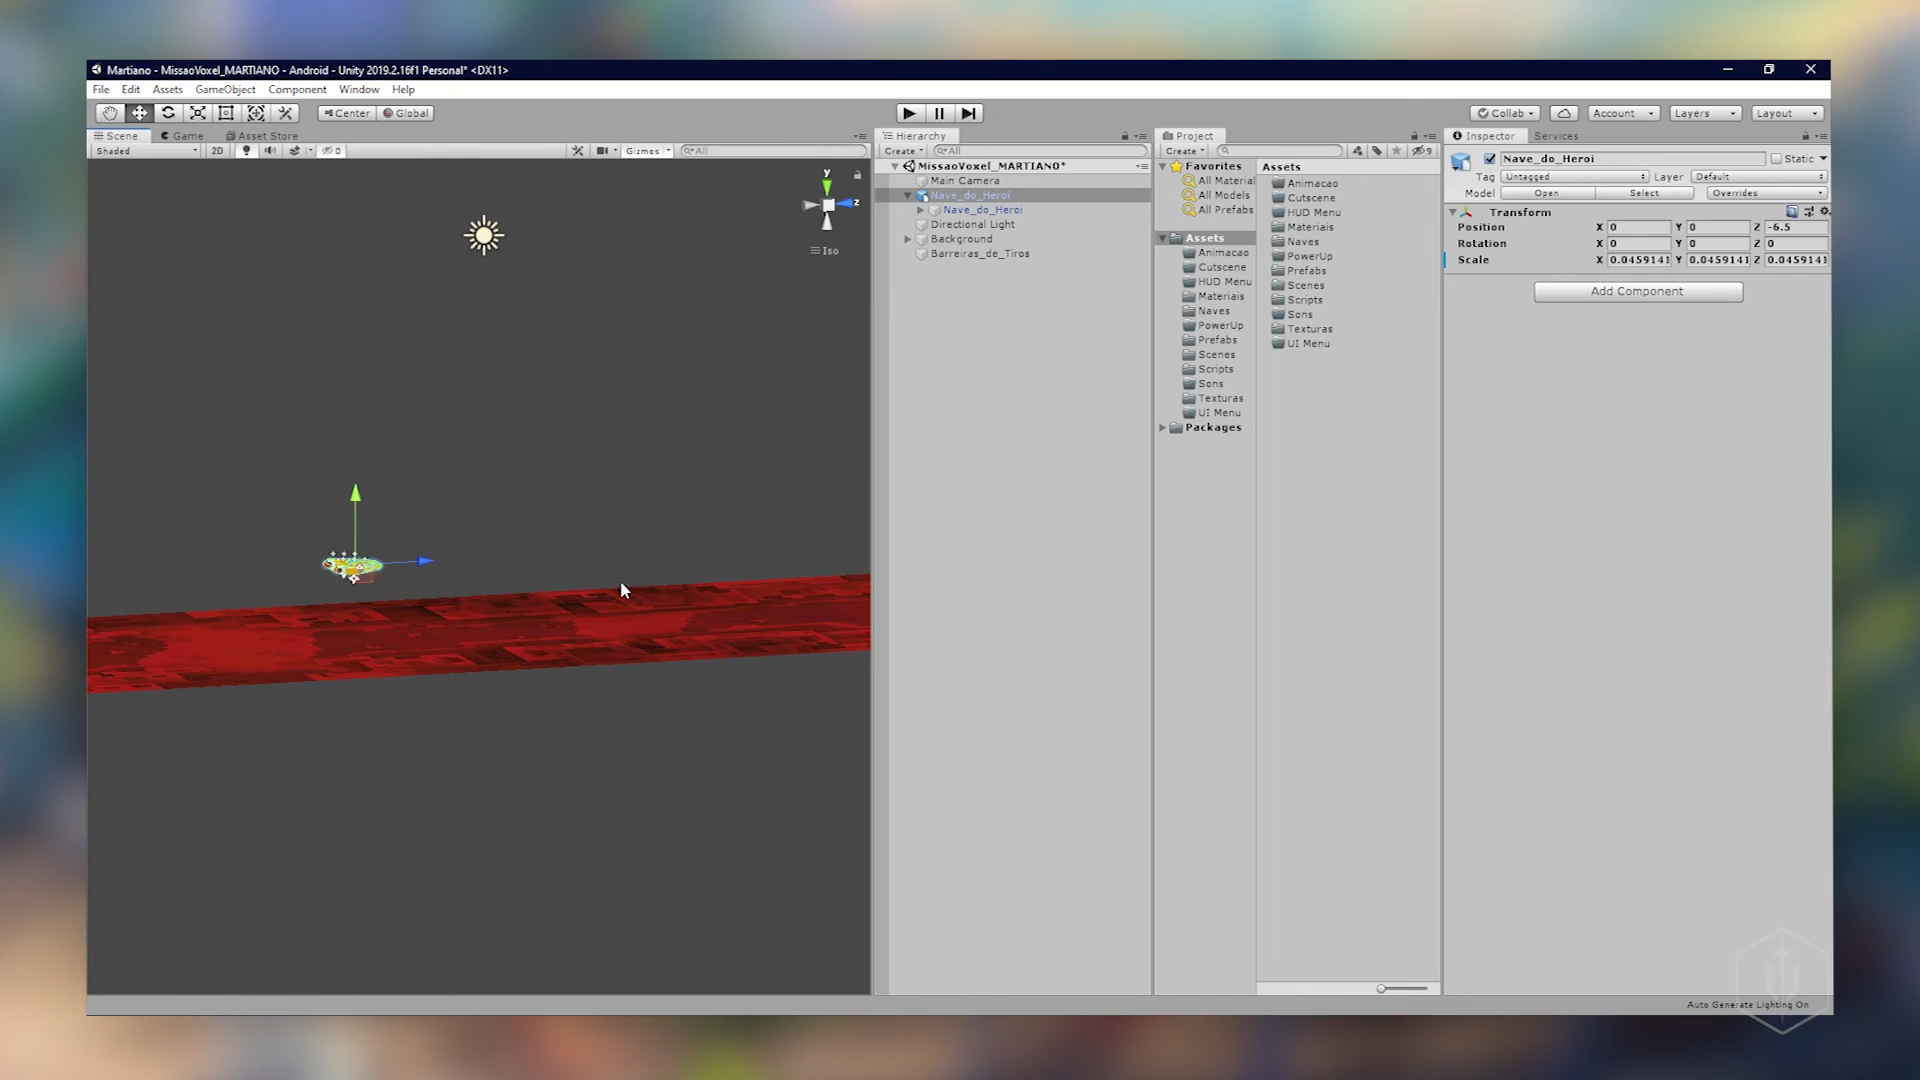 Martiano - MissaoVoxel_MARTIANO - Android - Unity 2019.2.16f1 Personal* <DX11>
File Edit Assets GameObject Component Window Help
Center Global Collab Account Layers Layout
Scene Game Asset Store
Shaded 2D 0 Gizmos All
y
z
Iso
Hierarchy
Create All
MissaoVoxel_MARTIANO*
Main Camera
Nave_do_Heroi
Nave_do_Heroi
Directional Light
Background
Barreiras_de_Tiros
Project
Create 9
Favorites
All Material
All Models
All Prefabs
Assets
Animacao
Cutscene
HUD Menu
Materiais
Naves
PowerUp
Prefabs
Scenes
Scripts
Sons
Texturas
UI Menu
Packages
Assets
Animacao
Cutscene
HUD Menu
Materiais
Naves
PowerUp
Prefabs
Scenes
Scripts
Sons
Texturas
UI Menu
Inspector Services
Nave_do_Heroi Static
Tag Untagged Layer Default
Model Open Select Overrides
Transform
Position X 0 Y 0 Z -6.5
Rotation X 0 Y 0 Z 0
Scale X 0.0459141 Y 0.0459141 Z 0.0459141
Add Component
Auto Generate Lighting On